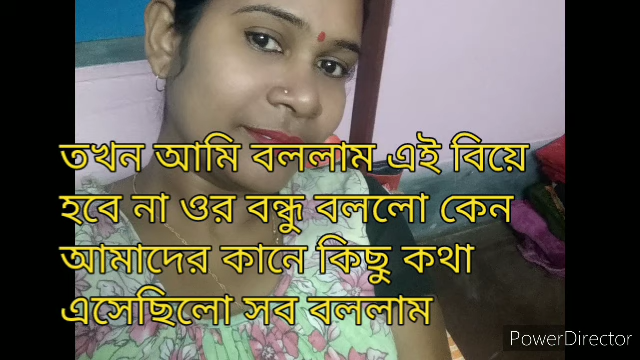 তখন আমি বললাম এই বিয়ে
হবে না ওর বন্ধু বললো কেন
আমাদের কানে কিছু কথা
এসেছিলো সব বললাম
PowerDirector